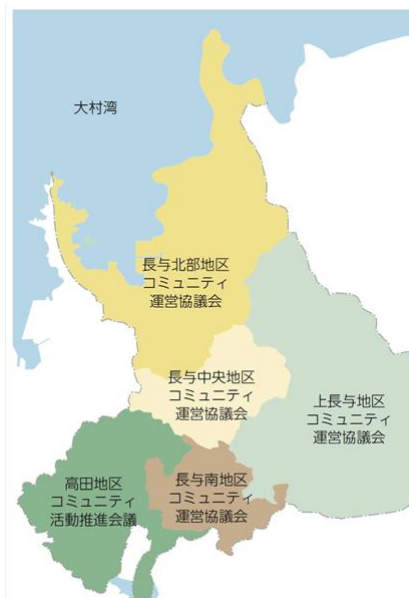 大村湾
長与北部地区
コミュニティ
運営協議会
長与中央地区
コミュニティ
運営協議会
上長与地区
コミュニティ
運営協議会
高田地区
コミュニティ
活動推進会議
長与南地区
コミュニティ
運営協議会